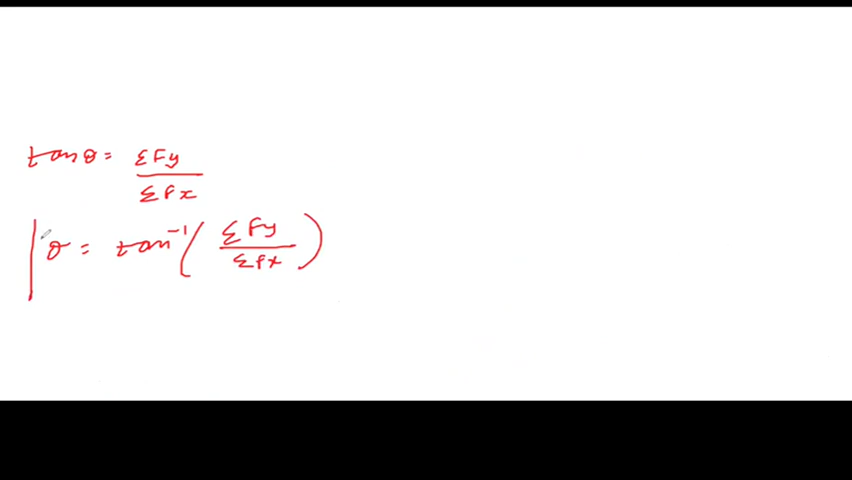 tanθ = ΣFy / ΣFx
θ = tan⁻¹( ΣFy / ΣFx )